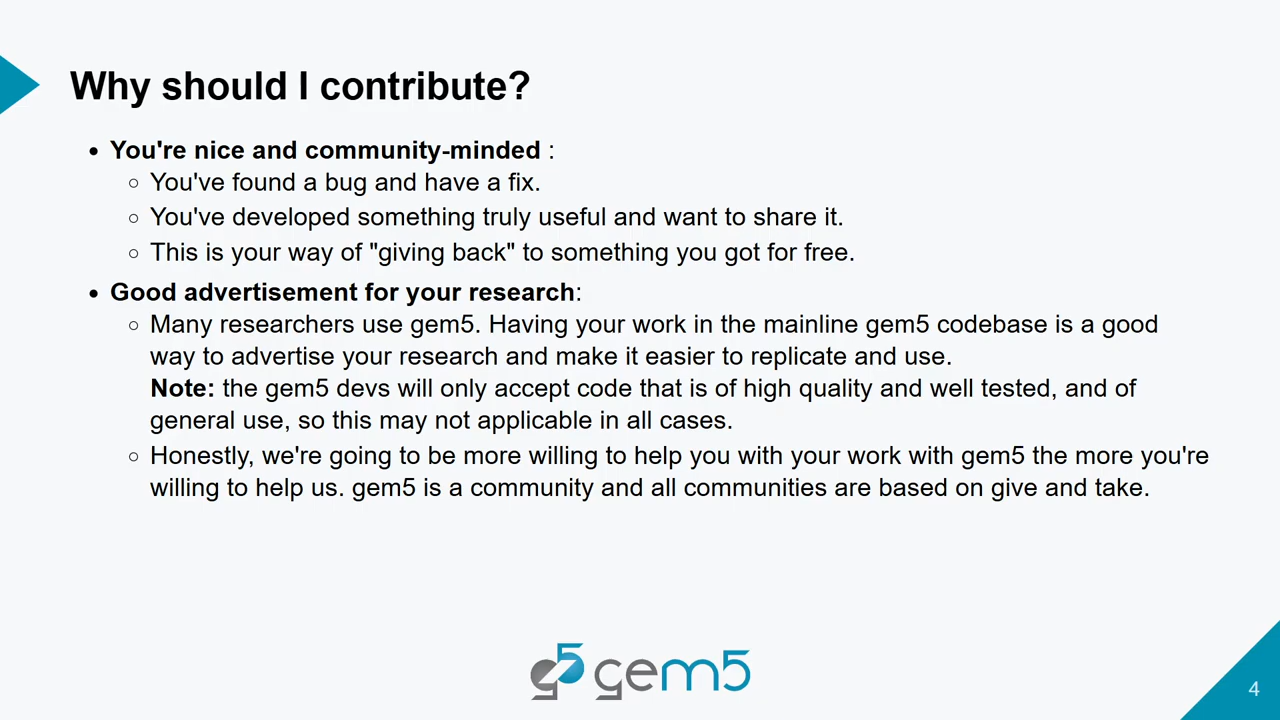 Why should I contribute?
• You're nice and community-minded :
○ You've found a bug and have a fix.
○ You've developed something truly useful and want to share it.
○ This is your way of "giving back" to something you got for free.
• Good advertisement for your research:
○ Many researchers use gem5. Having your work in the mainline gem5 codebase is a good
way to advertise your research and make it easier to replicate and use.
Note: the gem5 devs will only accept code that is of high quality and well tested, and of
general use, so this may not applicable in all cases.
○ Honestly, we're going to be more willing to help you with your work with gem5 the more you're
willing to help us. gem5 is a community and all communities are based on give and take.
g5 gem5
4